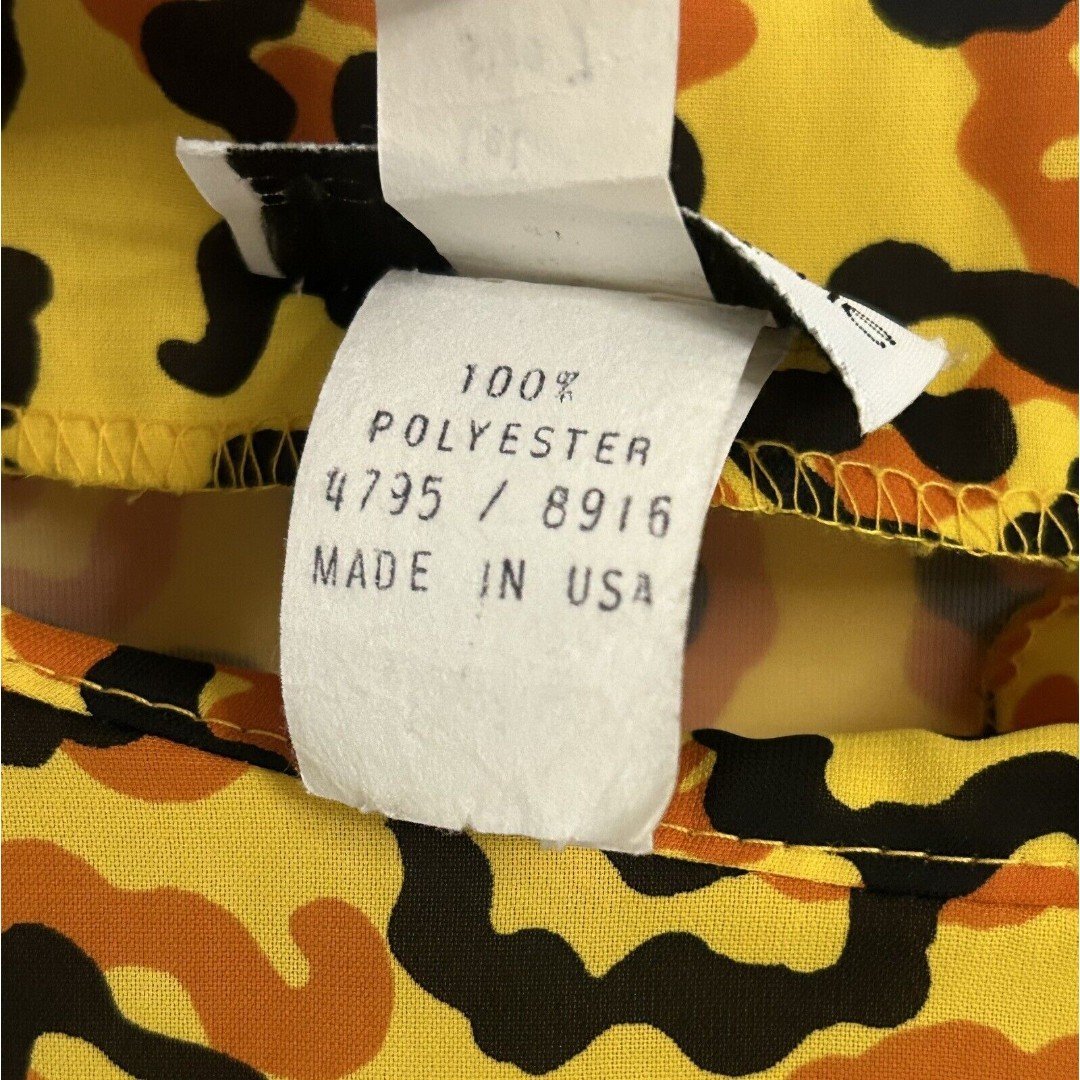 100%
POLYESTER
4795 / 8916
MADE IN USA